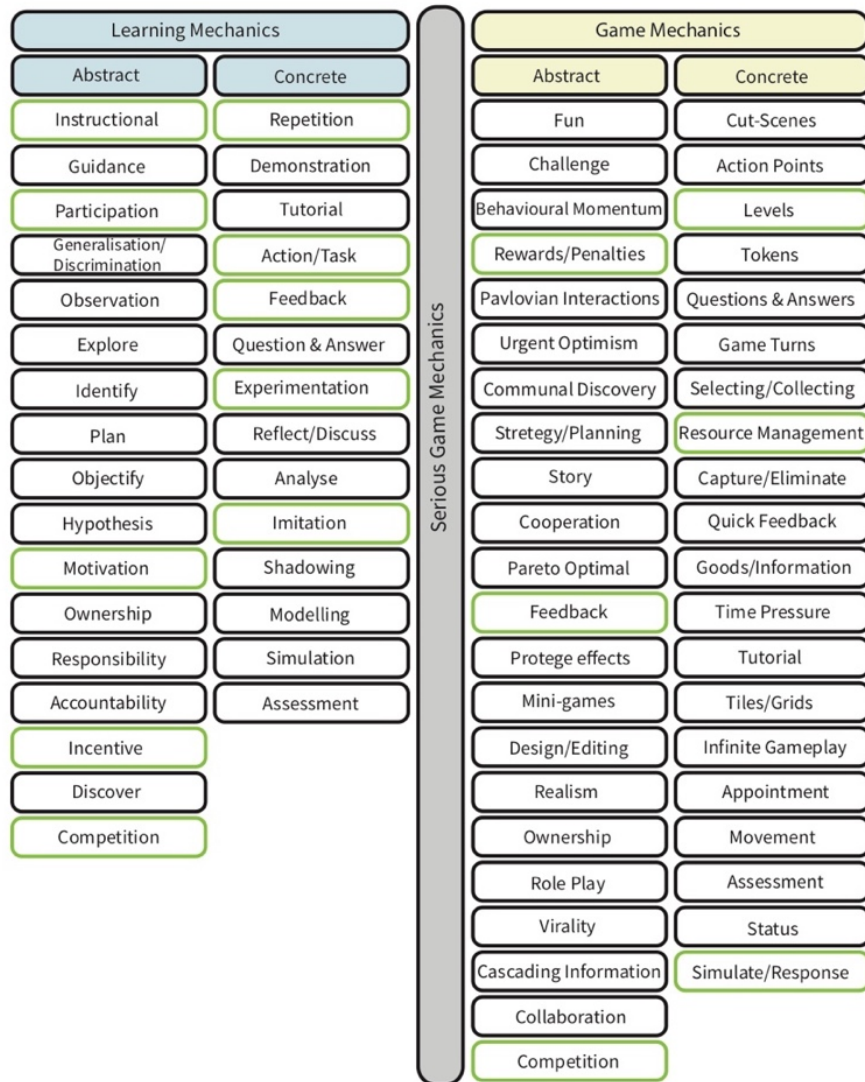 Learning Mechanics
Abstract
Concrete
Instructional
Repetition
Guidance
Demonstration
Participation
Tutorial
Generalisation/
Discrimination
Action/Task
Observation
Feedback
Explore
Question & Answer
Identify
Experimentation
Plan
Reflect/Discuss
Objectify
Analyse
Hypothesis
Imitation
Motivation
Shadowing
Ownership
Modelling
Responsibility
Simulation
Accountability
Assessment
Incentive
Discover
Competition
Serious Game Mechanics
Game Mechanics
Abstract
Concrete
Fun
Cut-Scenes
Challenge
Action Points
Behavioural Momentum
Levels
Rewards/Penalties
Tokens
Pavlovian Interactions
Questions & Answers
Urgent Optimism
Game Turns
Communal Discovery
Selecting/Collecting
Stretegy/Planning
Resource Management
Story
Capture/Eliminate
Cooperation
Quick Feedback
Pareto Optimal
Goods/Information
Feedback
Time Pressure
Protege effects
Tutorial
Mini-games
Tiles/Grids
Design/Editing
Infinite Gameplay
Realism
Appointment
Ownership
Movement
Role Play
Assessment
Virality
Status
Cascading Information
Simulate/Response
Collaboration
Competition